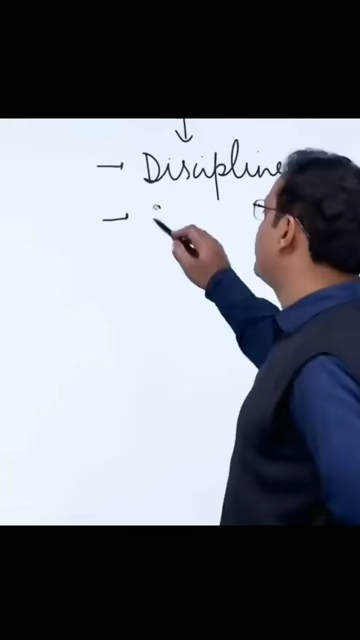 ↓
→ Discipline
→